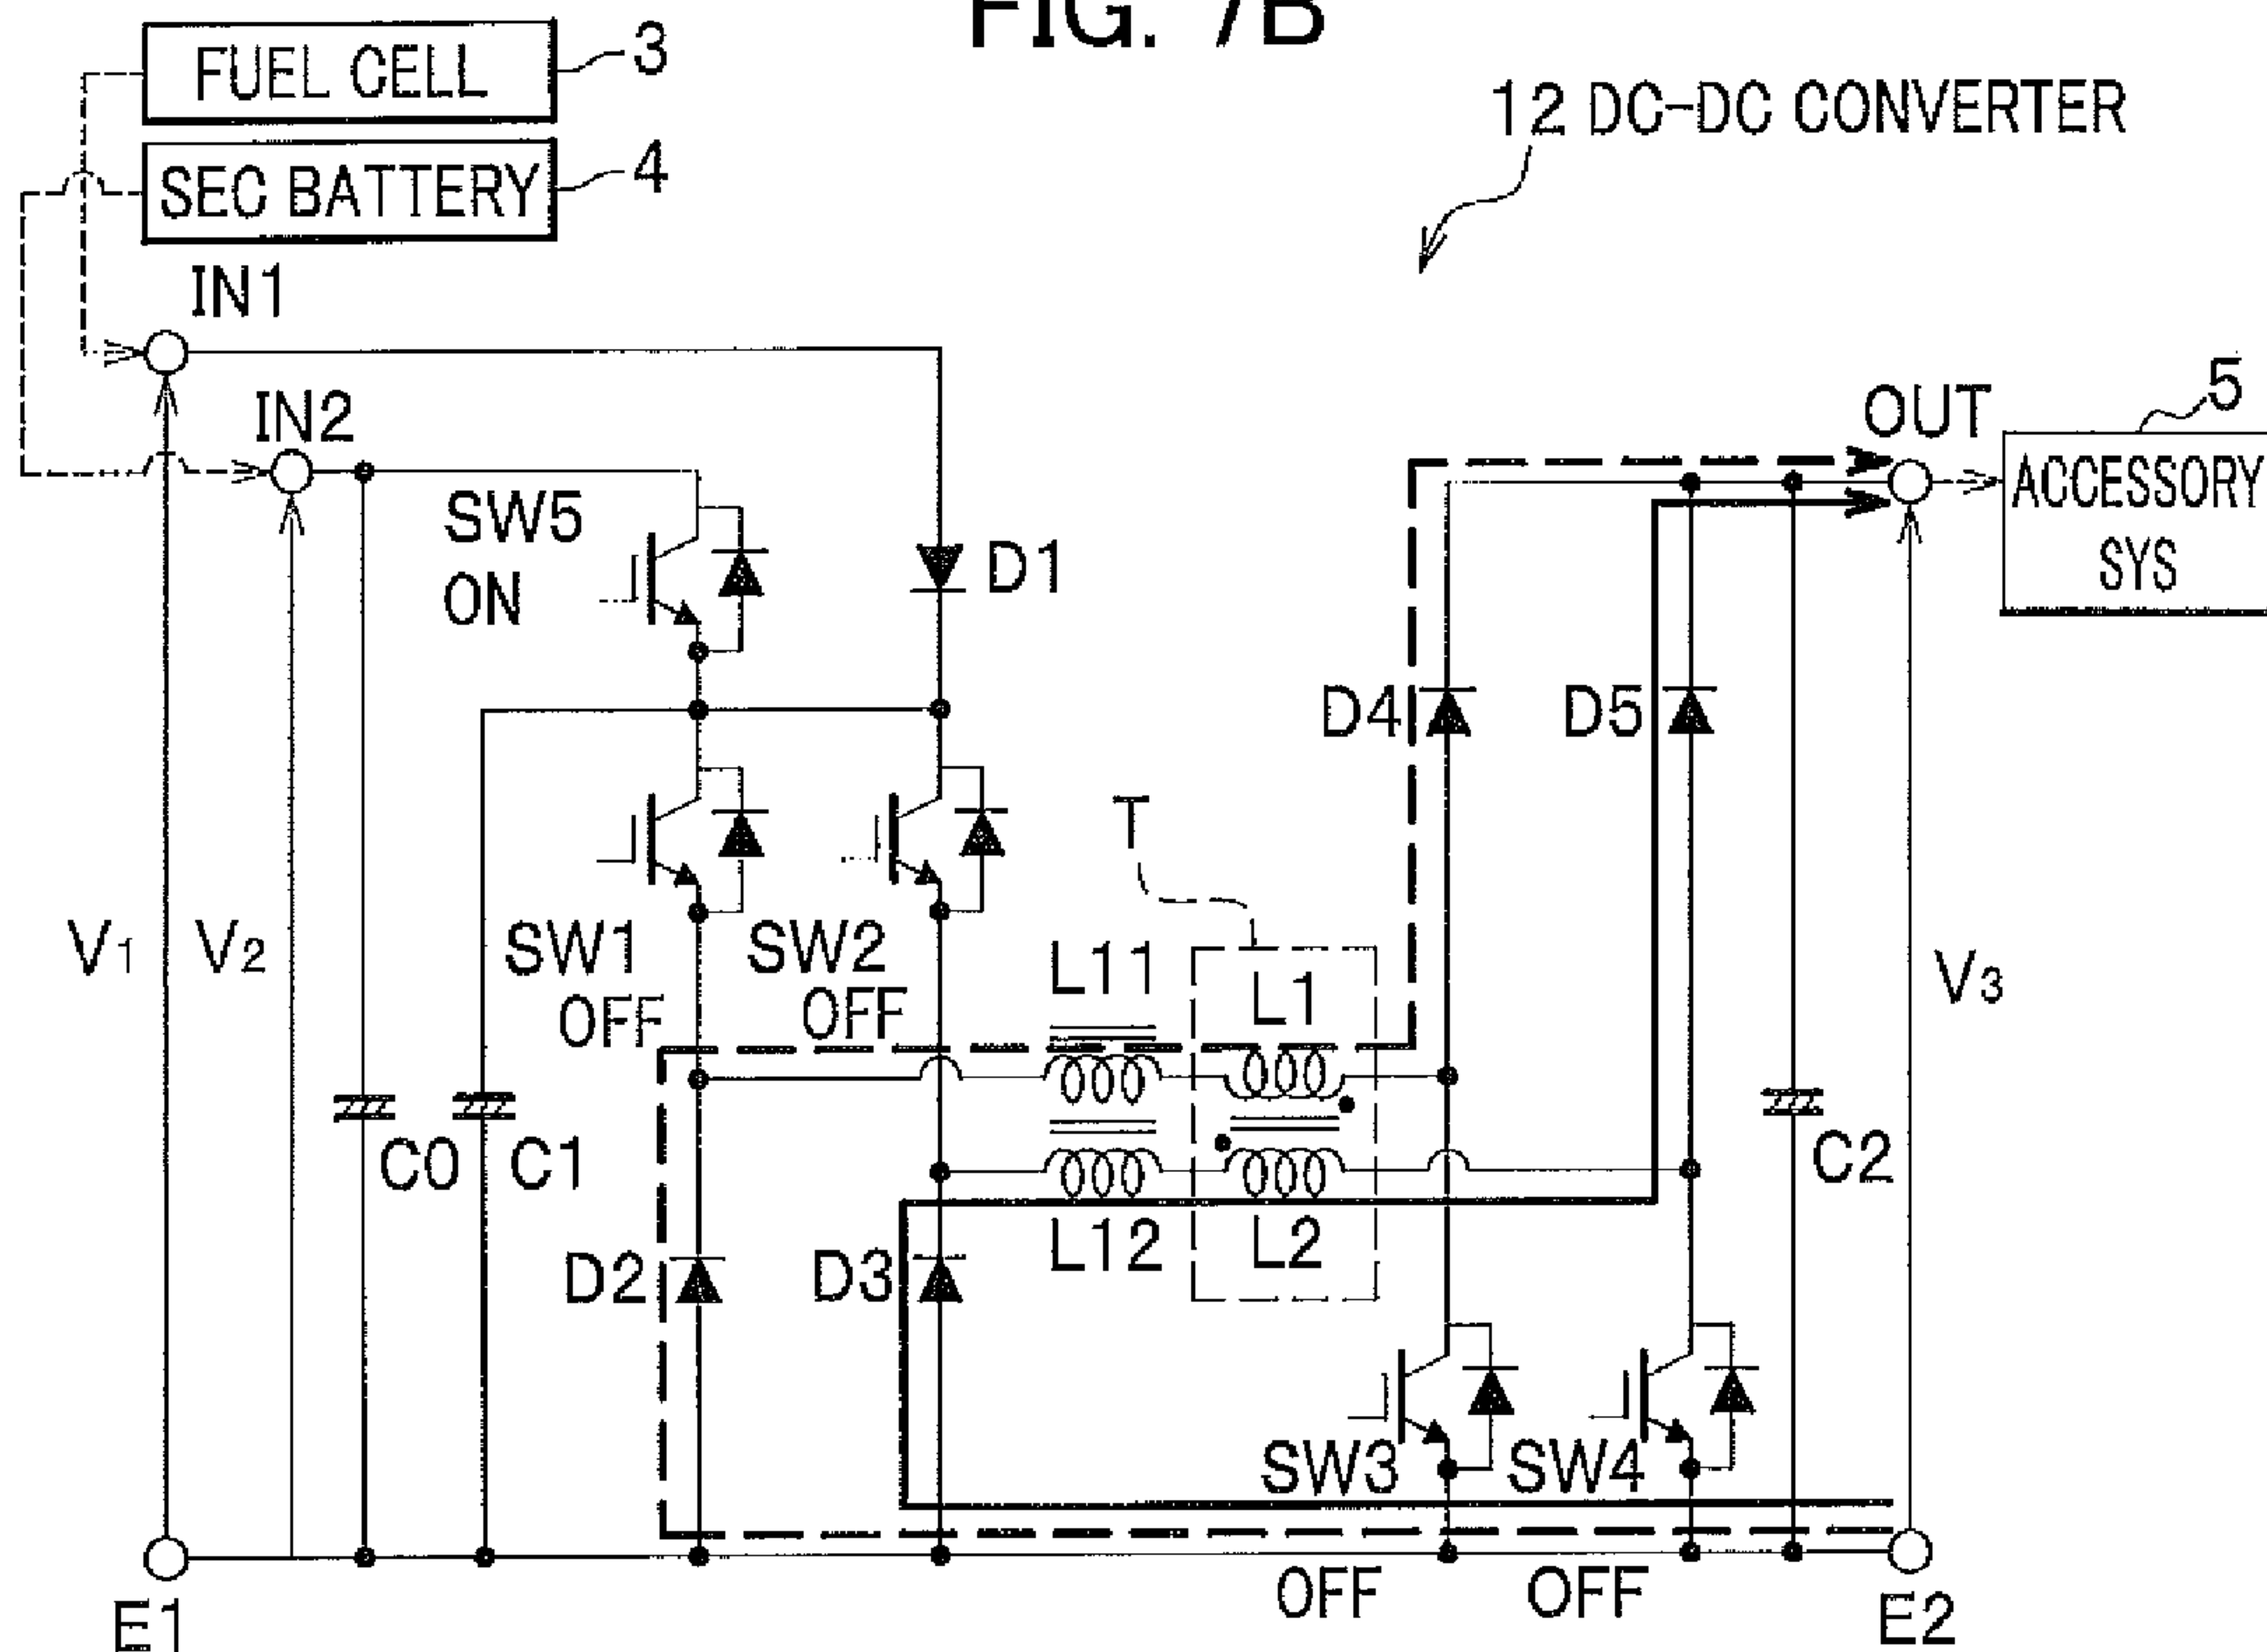 FIG. 7B
FUEL CELL
3
12 DC-DC CONVERTER
SEC BATTERY
4
IN1
IN2
OUT
5
ACCESSORY
SYS
SW5
ON
D1
D4
D5
T
V1
V2
SW1
OFF
SW2
OFF
L11
L1
V3
C0
C1
C2
L12
L2
D2
D3
SW3
SW4
OFF
OFF
E1
E2